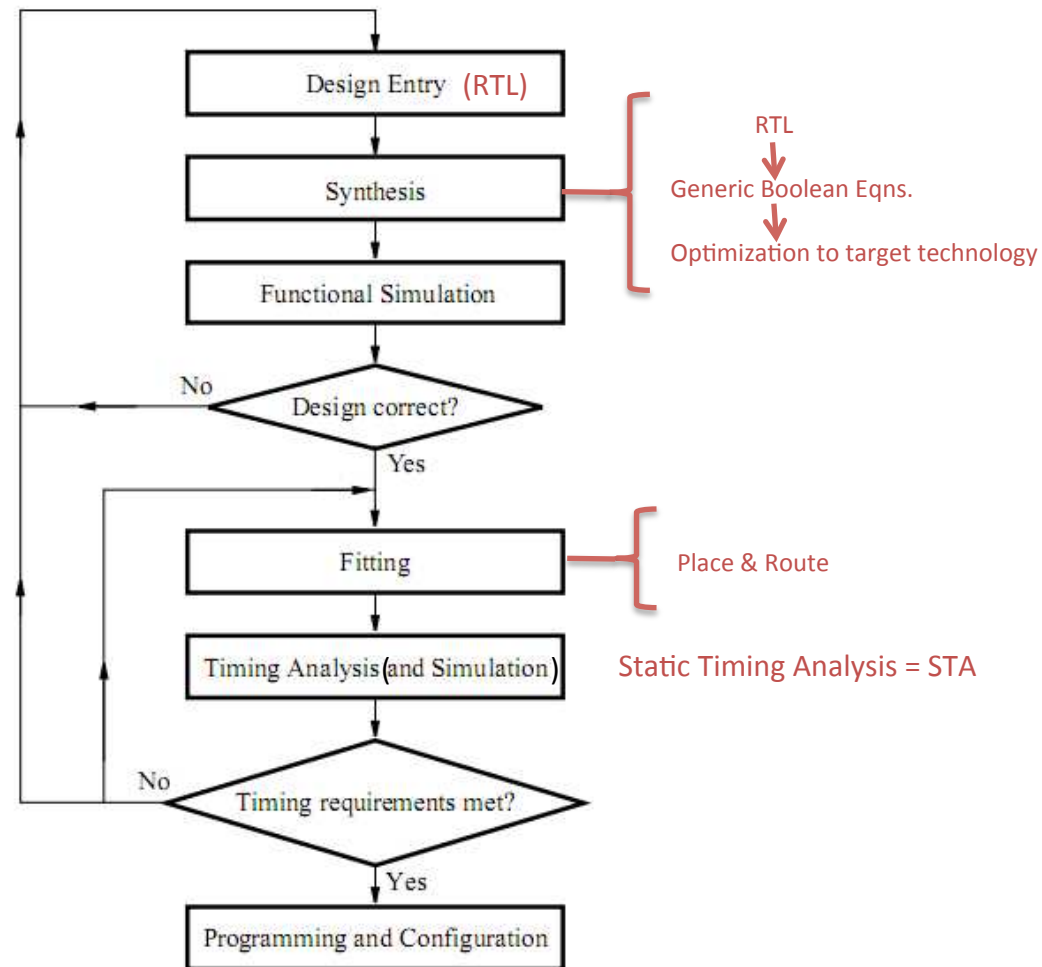 Design Entry (RTL)
RTL
Synthesis
Generic Boolean Eqns.
Optimization to target technology
Functional Simulation
No
Design correct?
Yes
Fitting
Place & Route
Timing Analysis (and Simulation)
Static Timing Analysis = STA
No
Timing requirements met?
Yes
Programming and Configuration